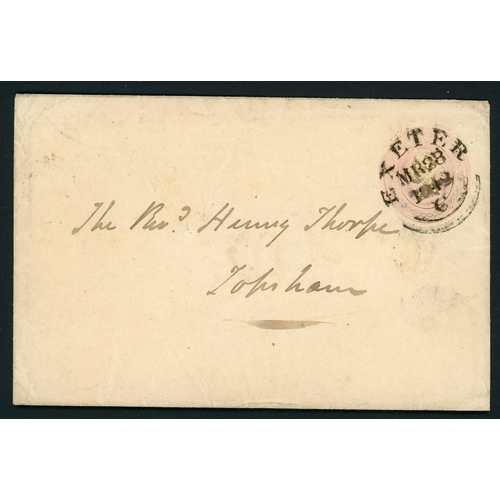 EXETER
MR28
1842
C
The Revd. Henry Thorpe
Topsham